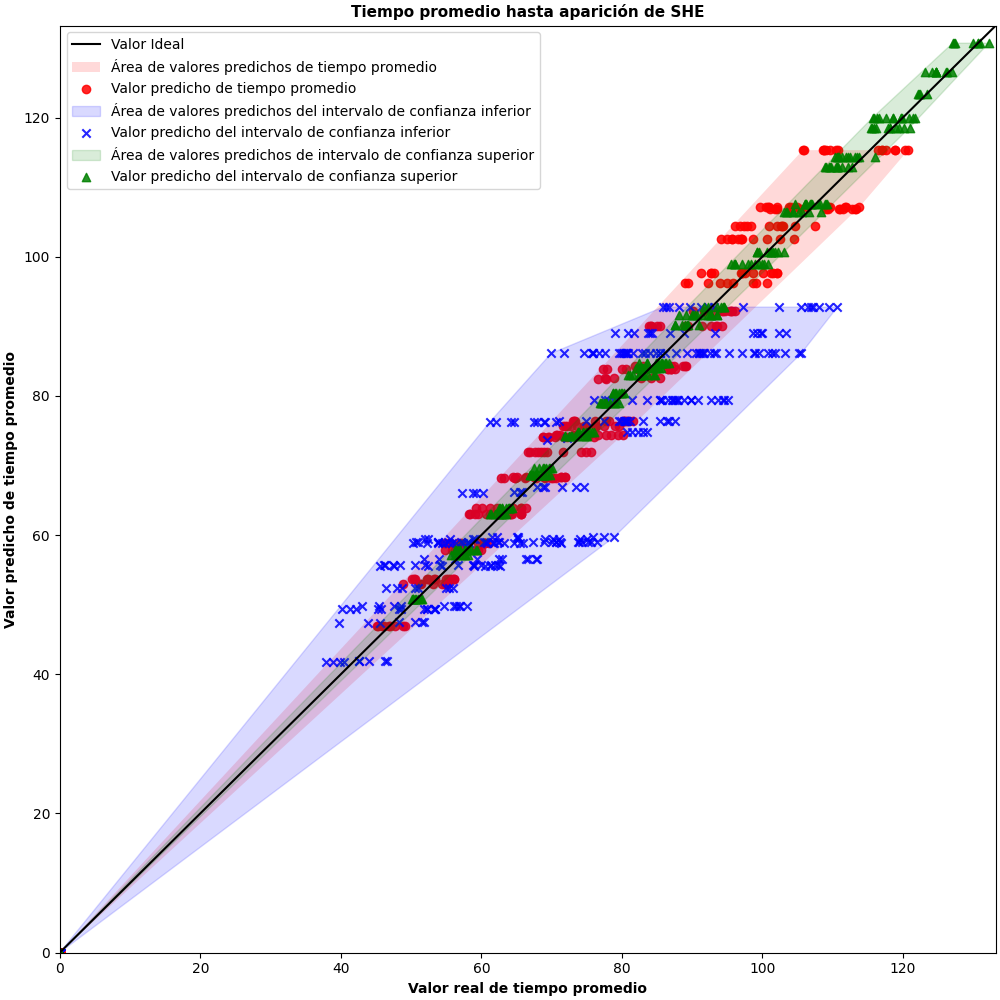 Tiempo promedio hasta aparición de SHE
Valor Ideal
Área de valores predichos de tiempo promedio
Valor predicho de tiempo promedio
Área de valores predichos del intervalo de confianza inferior
Valor predicho del intervalo de confianza inferior
Área de valores predichos de intervalo de confianza superior
Valor predicho del intervalo de confianza superior
Valor predicho de tiempo promedio
120
100
80
60
40
20
0
0 20 40 60 80 100 120
Valor real de tiempo promedio